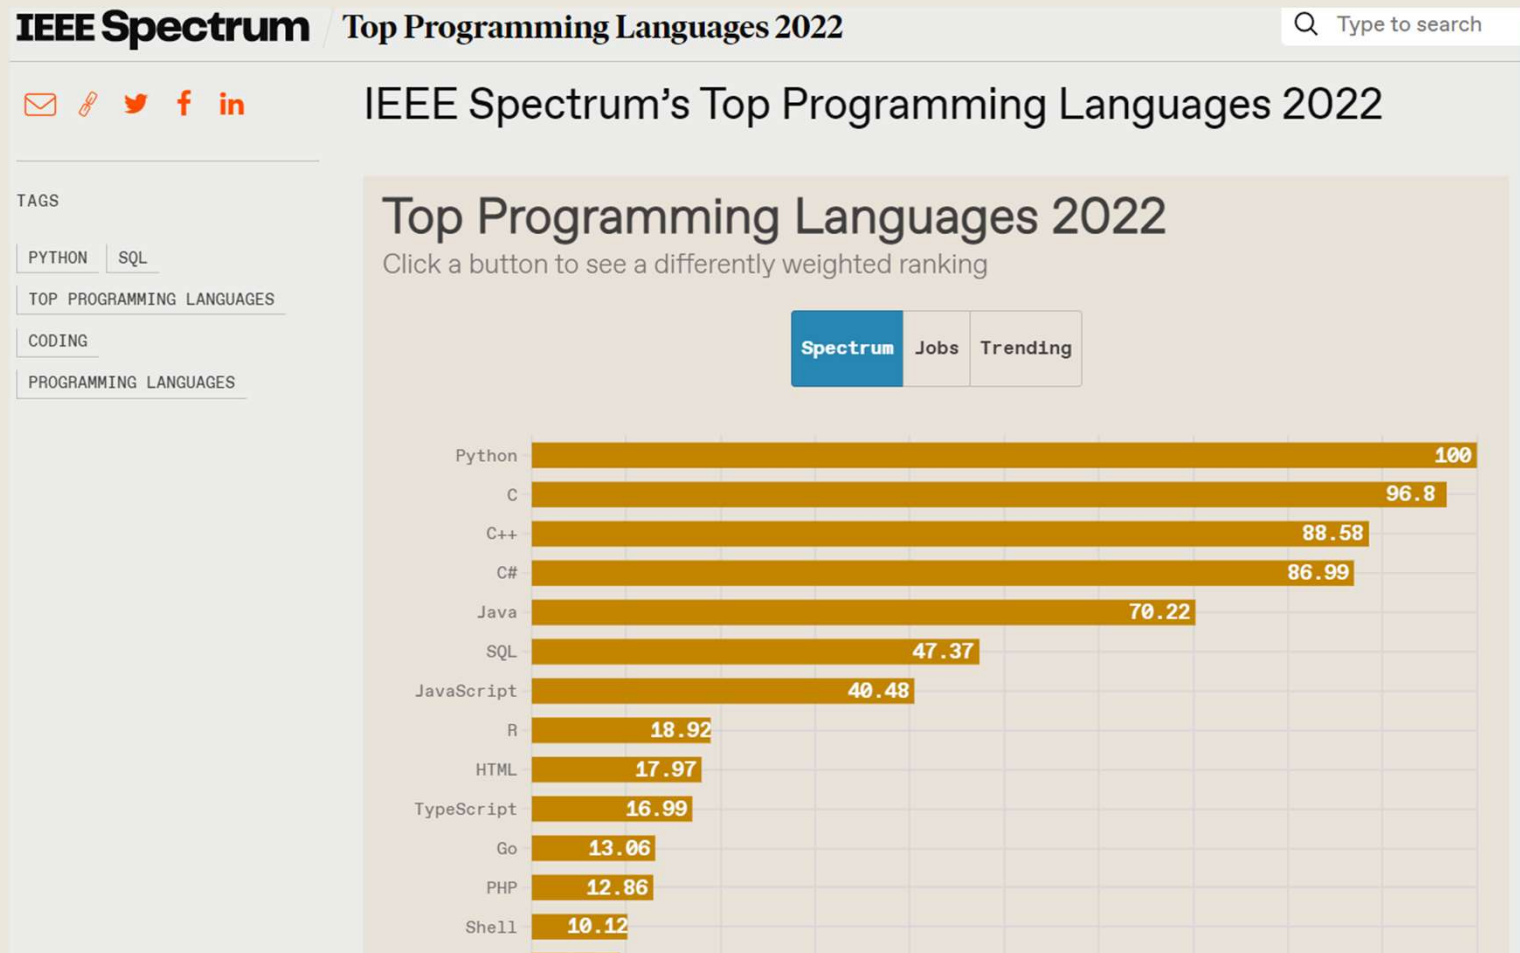 IEEE Spectrum / Top Programming Languages 2022
Type to search
IEEE Spectrum's Top Programming Languages 2022
TAGS
PYTHON SQL
TOP PROGRAMMING LANGUAGES
CODING
PROGRAMMING LANGUAGES
Top Programming Languages 2022
Click a button to see a differently weighted ranking
Spectrum Jobs Trending
Python 100
C 96.8
C++ 88.58
C# 86.99
Java 70.22
SQL 47.37
JavaScript 40.48
R 18.92
HTML 17.97
TypeScript 16.99
Go 13.06
PHP 12.86
Shell 10.12